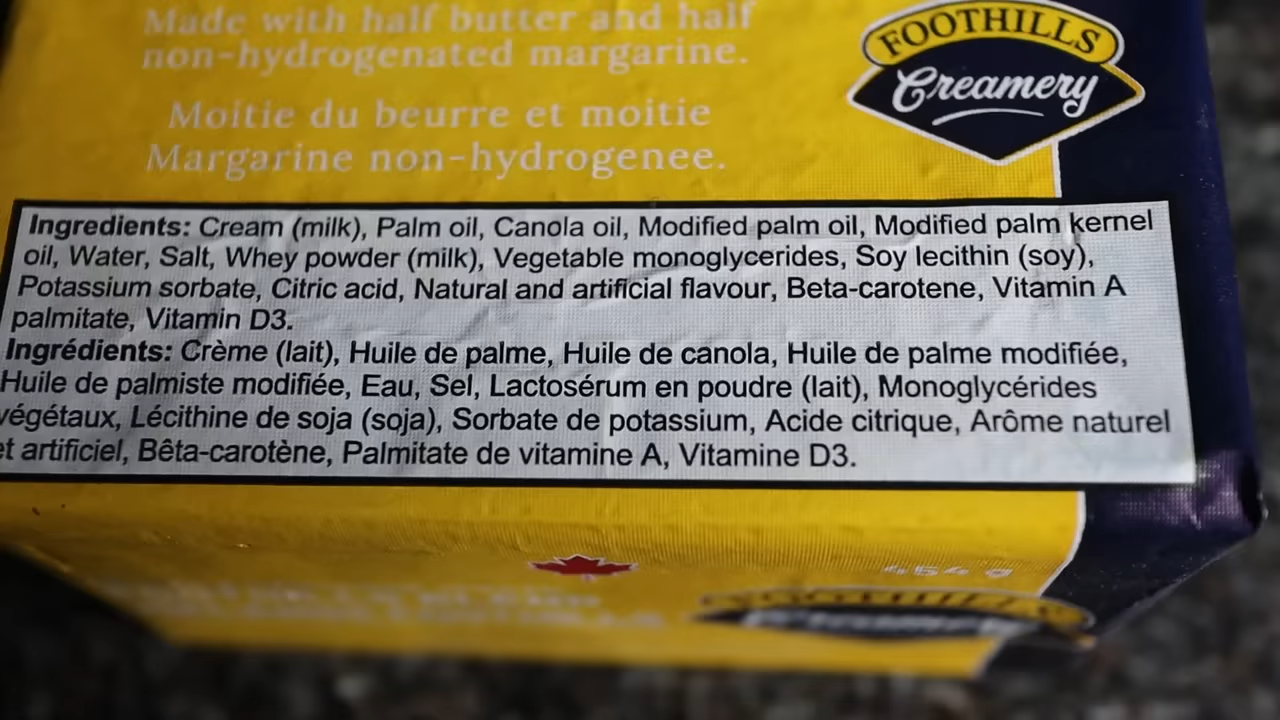 Made with half butter and half
non-hydrogenated margarine.
Moitie du beurre et moitie
Margarine non-hydrogenee.
FOOTHILLS
Creamery
Ingredients: Cream (milk), Palm oil, Canola oil, Modified palm oil, Modified palm kernel
oil, Water, Salt, Whey powder (milk), Vegetable monoglycerides, Soy lecithin (soy),
Potassium sorbate, Citric acid, Natural and artificial flavour, Beta-carotene, Vitamin A
palmitate, Vitamin D3.
Ingrédients: Crème (lait), Huile de palme, Huile de canola, Huile de palme modifiée,
Huile de palmiste modifiée, Eau, Sel, Lactosérum en poudre (lait), Monoglycérides
végétaux, Lécithine de soja (soja), Sorbate de potassium, Acide citrique, Arôme naturel
et artificiel, Bêta-carotène, Palmitate de vitamine A, Vitamine D3.
454 g
FOOTHILLS
Creamery